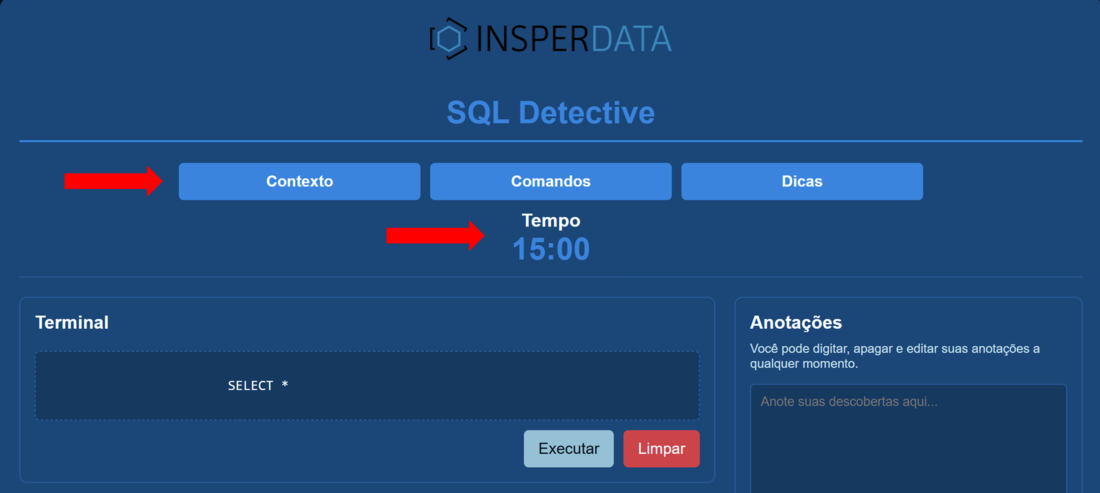 INSPERDATA
SQL Detective
Contexto
Comandos
Dicas
Tempo
15:00
Terminal
SELECT *
Executar
Limpar
Anotações
Você pode digitar, apagar e editar suas anotações a
qualquer momento.
Anote suas descobertas aqui...